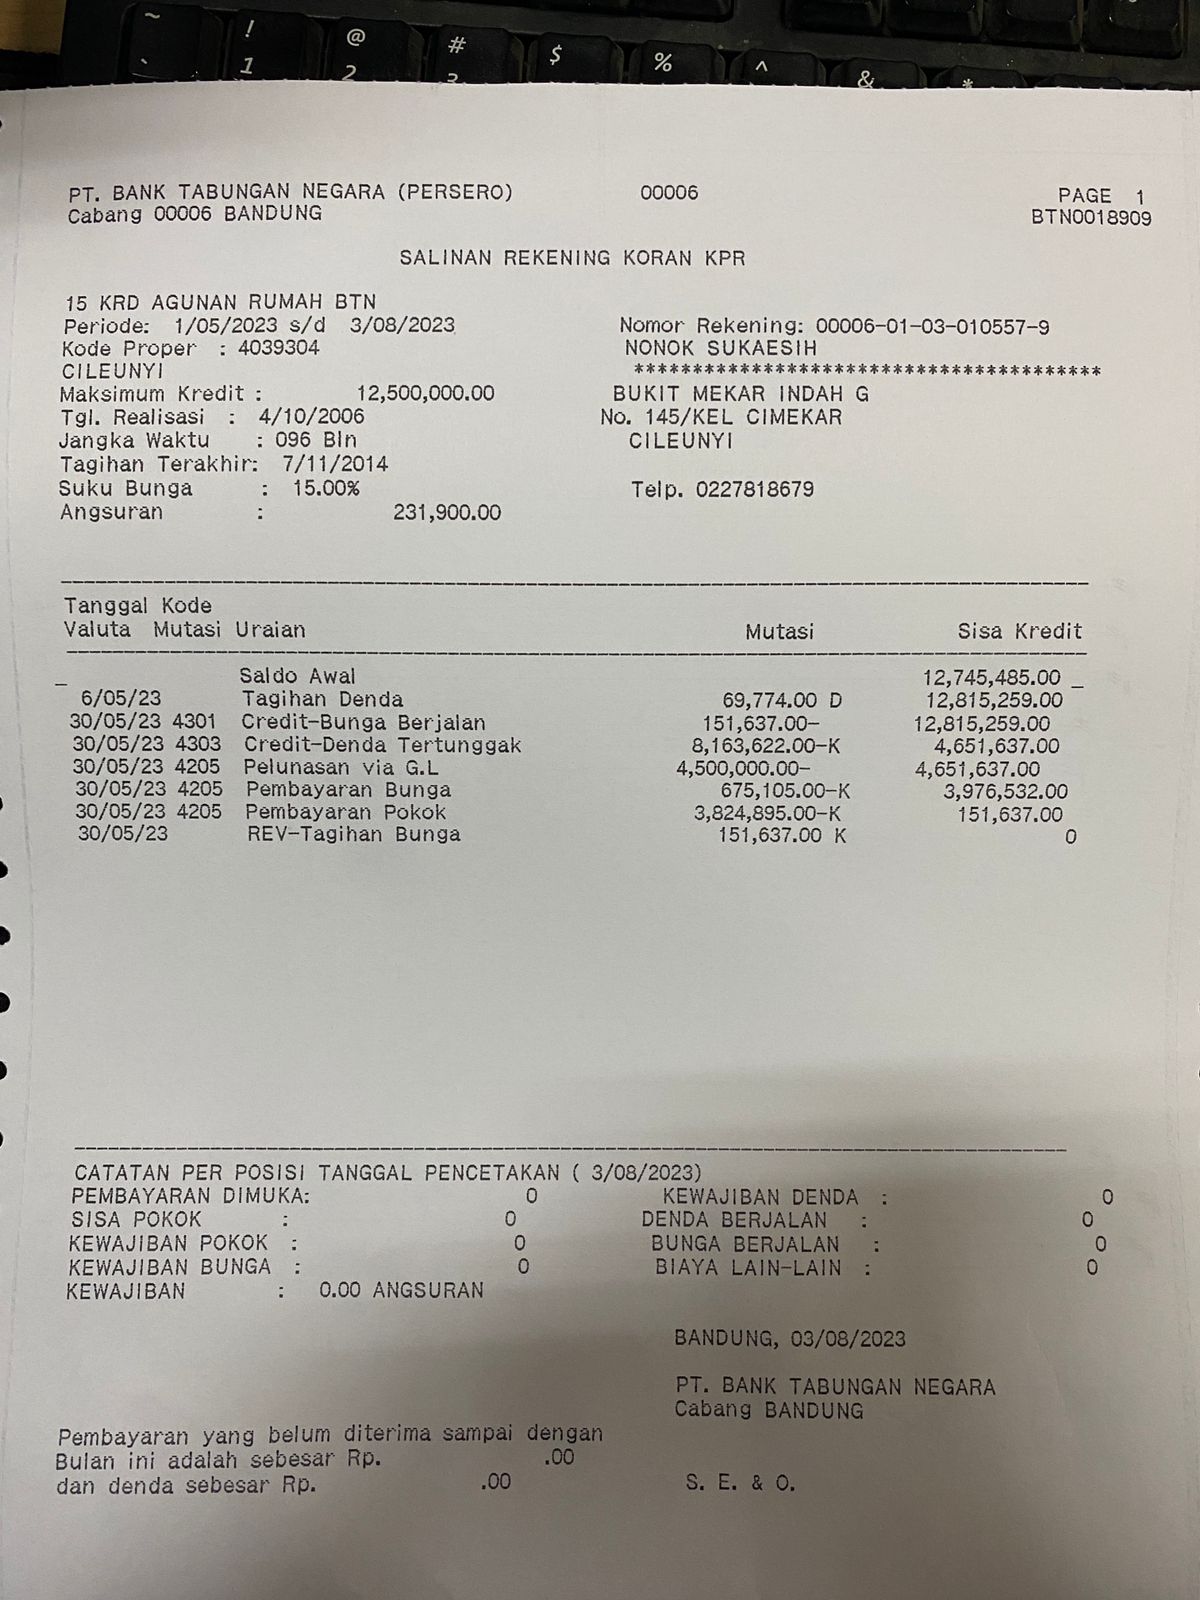 ~ ! @ # $ % ^ & *
` 1 2 3
PT. BANK TABUNGAN NEGARA (PERSERO) 00006 PAGE 1
Cabang 00006 BANDUNG BTN0018909
SALINAN REKENING KORAN KPR
15 KRD AGUNAN RUMAH BTN
Periode: 1/05/2023 s/d 3/08/2023 Nomor Rekening: 00006-01-03-010557-9
Kode Proper : 4039304 NONOK SUKAESIH
CILEUNYI ****************************************
Maksimum Kredit : 12,500,000.00 BUKIT MEKAR INDAH G
Tgl. Realisasi : 4/10/2006 No. 145/KEL CIMEKAR
Jangka Waktu : 096 Bln CILEUNYI
Tagihan Terakhir: 7/11/2014
Suku Bunga : 15.00% Telp. 0227818679
Angsuran : 231,900.00
Tanggal Kode
Valuta Mutasi Uraian Mutasi Sisa Kredit
_ Saldo Awal 12,745,485.00 _
6/05/23 Tagihan Denda 69,774.00 D 12,815,259.00
30/05/23 4301 Credit-Bunga Berjalan 151,637.00- 12,815,259.00
30/05/23 4303 Credit-Denda Tertunggak 8,163,622.00-K 4,651,637.00
30/05/23 4205 Pelunasan via G.L 4,500,000.00- 4,651,637.00
30/05/23 4205 Pembayaran Bunga 675,105.00-K 3,976,532.00
30/05/23 4205 Pembayaran Pokok 3,824,895.00-K 151,637.00
30/05/23 REV-Tagihan Bunga 151,637.00 K 0
CATATAN PER POSISI TANGGAL PENCETAKAN ( 3/08/2023)
PEMBAYARAN DIMUKA: 0 KEWAJIBAN DENDA : 0
SISA POKOK : 0 DENDA BERJALAN : 0
KEWAJIBAN POKOK : 0 BUNGA BERJALAN : 0
KEWAJIBAN BUNGA : 0 BIAYA LAIN-LAIN : 0
KEWAJIBAN : 0.00 ANGSURAN
BANDUNG, 03/08/2023
PT. BANK TABUNGAN NEGARA
Cabang BANDUNG
Pembayaran yang belum diterima sampai dengan
Bulan ini adalah sebesar Rp. .00
dan denda sebesar Rp. .00 S. E. & O.